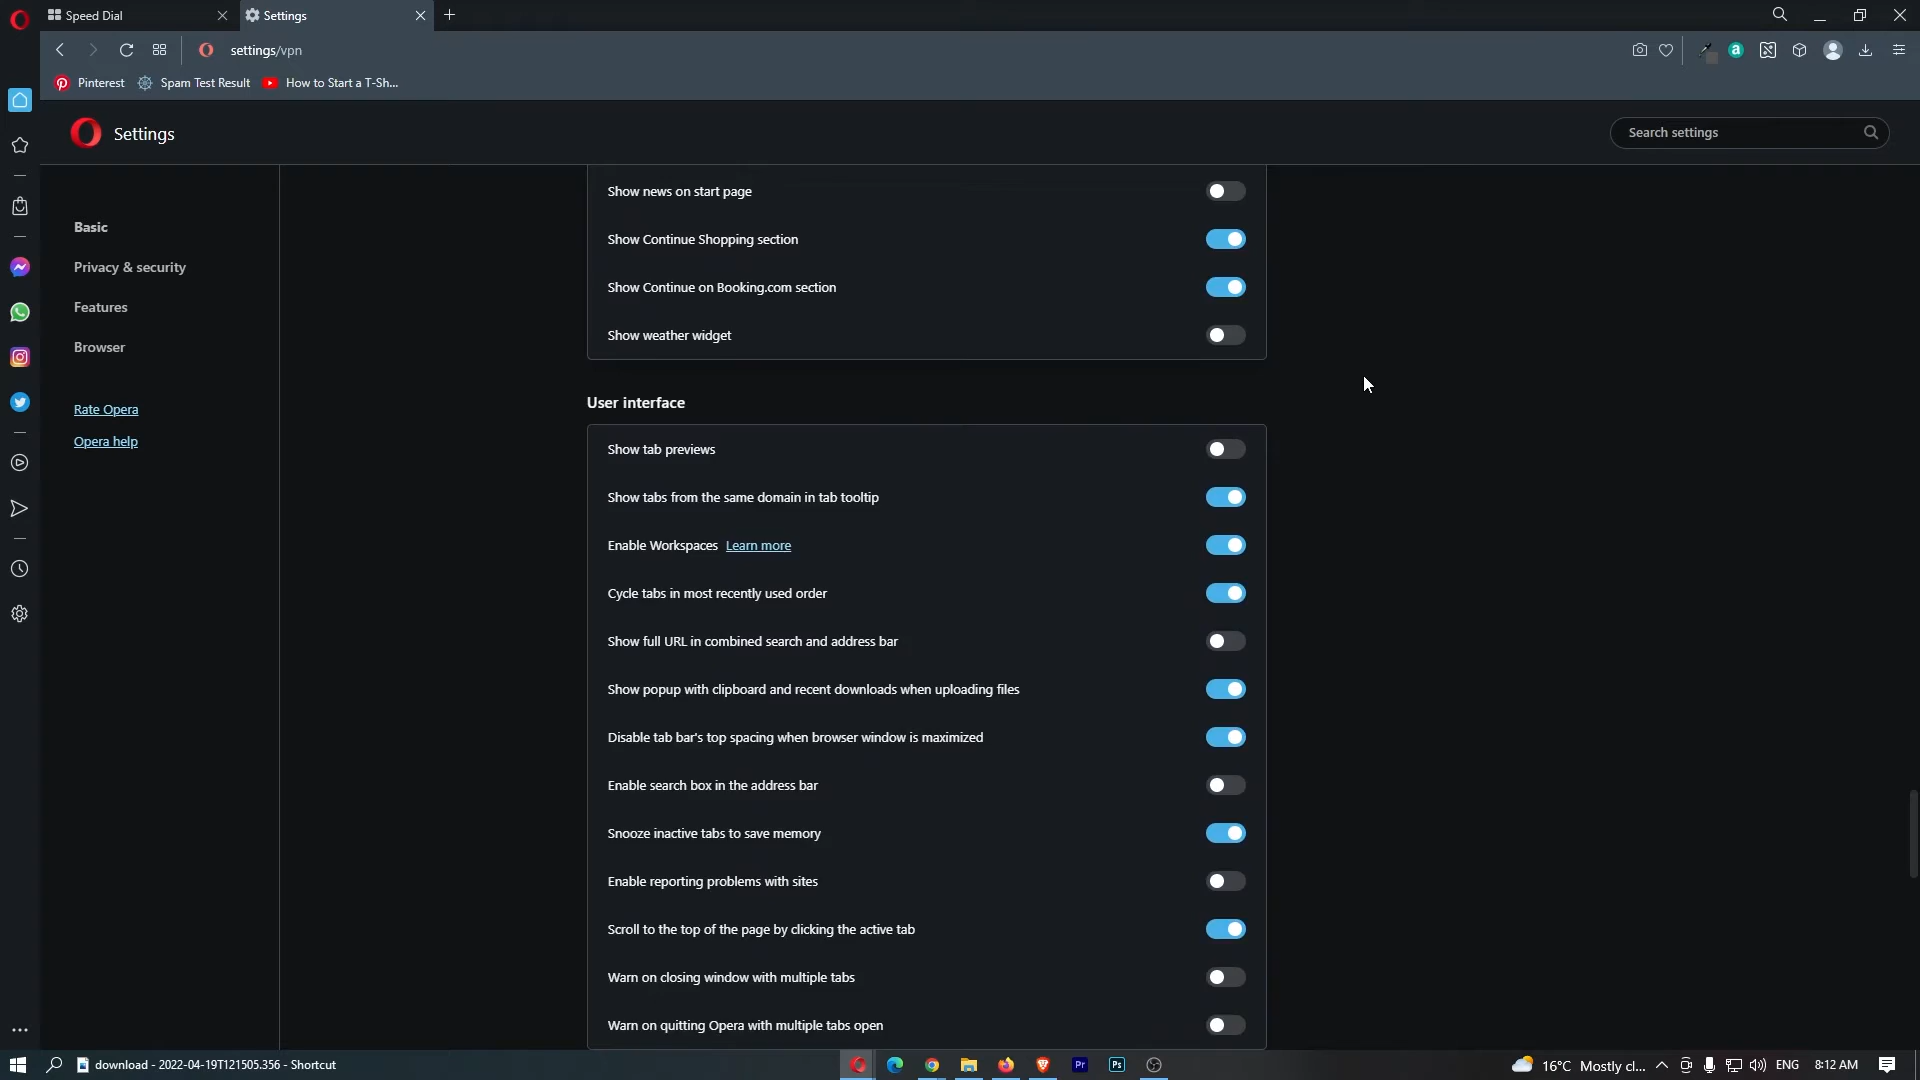 Speed Dial
Settings
settings/vpn
a
Pinterest
Spam Test Result
How to Start a T-Sh...
Settings
Search settings
Basic
Privacy & security
Features
Browser
Rate Opera
Opera help
Show news on start page
Show Continue Shopping section
Show Continue on Booking.com section
Show weather widget
User interface
Show tab previews
Show tabs from the same domain in tab tooltip
Enable Workspaces Learn more
Cycle tabs in most recently used order
Show full URL in combined search and address bar
Show popup with clipboard and recent downloads when uploading files
Disable tab bar's top spacing when browser window is maximized
Enable search box in the address bar
Snooze inactive tabs to save memory
Enable reporting problems with sites
Scroll to the top of the page by clicking the active tab
Warn on closing window with multiple tabs
Warn on quitting Opera with multiple tabs open
download - 2022-04-19T121505.356 - Shortcut
Pr
Ps
16°C Mostly cl...
ENG
8:12 AM